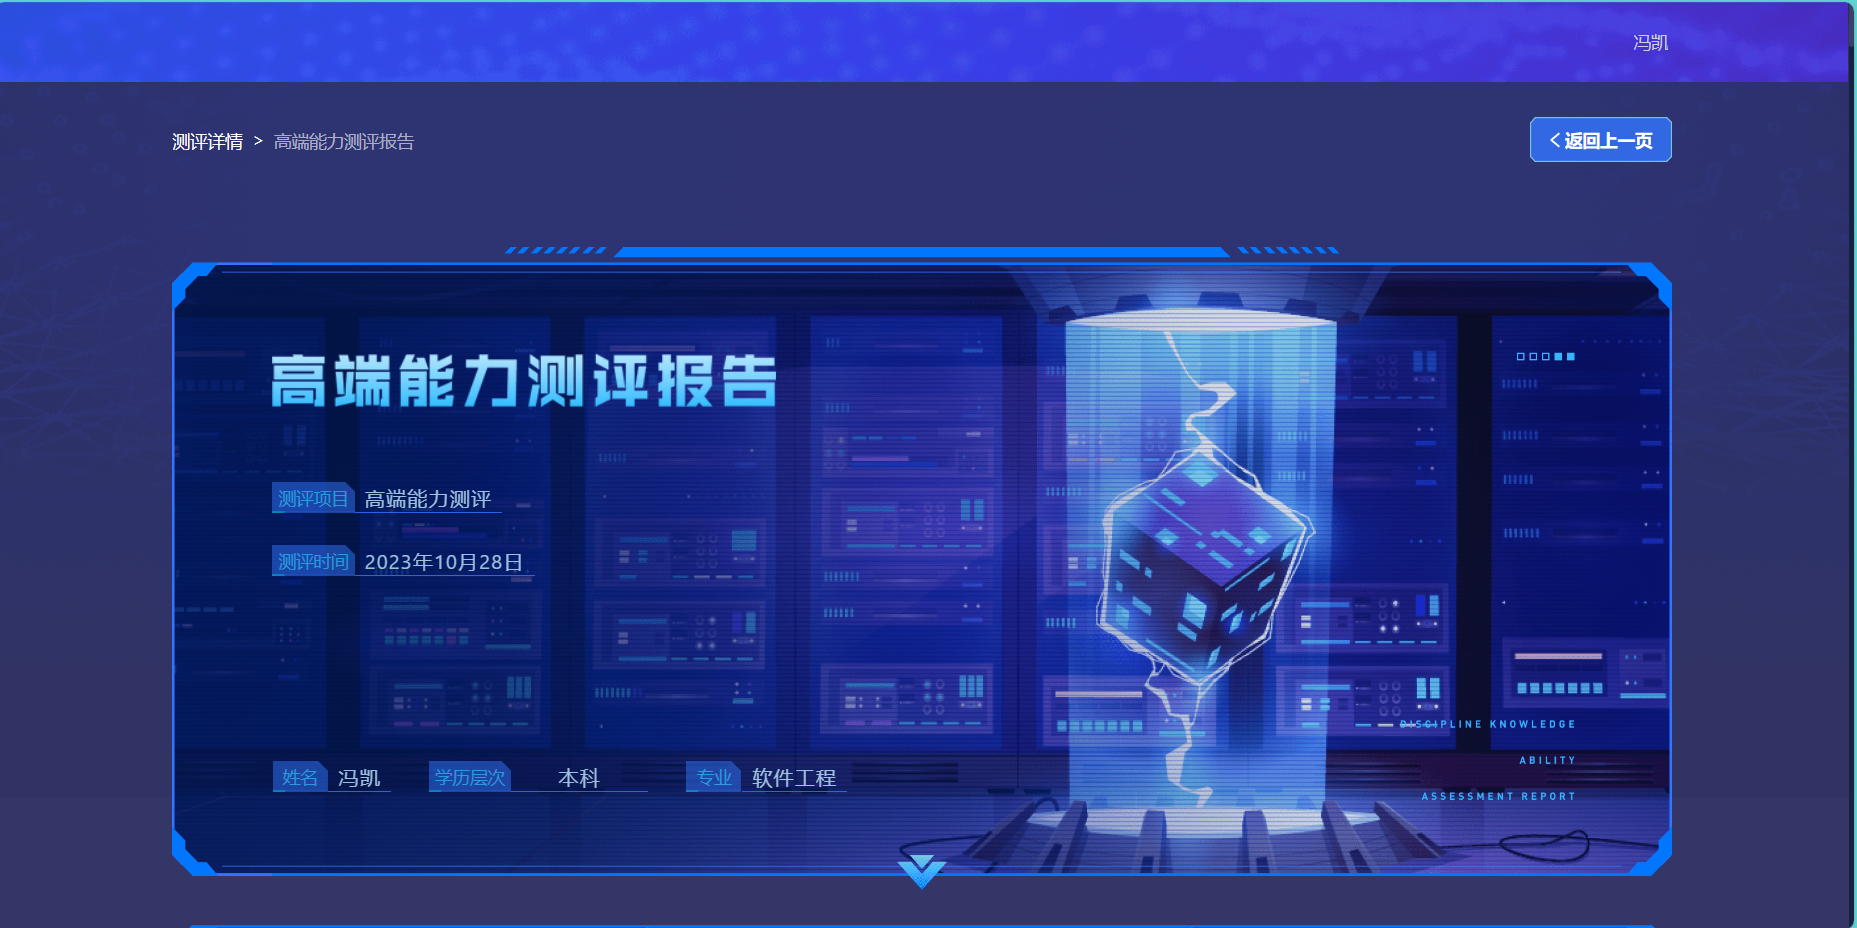 冯凯
测评详情 > 高端能力测评报告
< 返回上一页
高端能力测评报告
测评项目 高端能力测评
测评时间 2023年10月28日
DISCIPLINE KNOWLEDGE
ABILITY
ASSESSMENT REPORT
姓名 冯凯 学历层次 本科 专业 软件工程